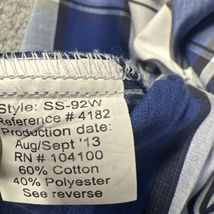 Style: SS-92W
Reference # 4182
Production date:
Aug/Sept '13
RN # 104100
60% Cotton
40% Polyester
See reverse